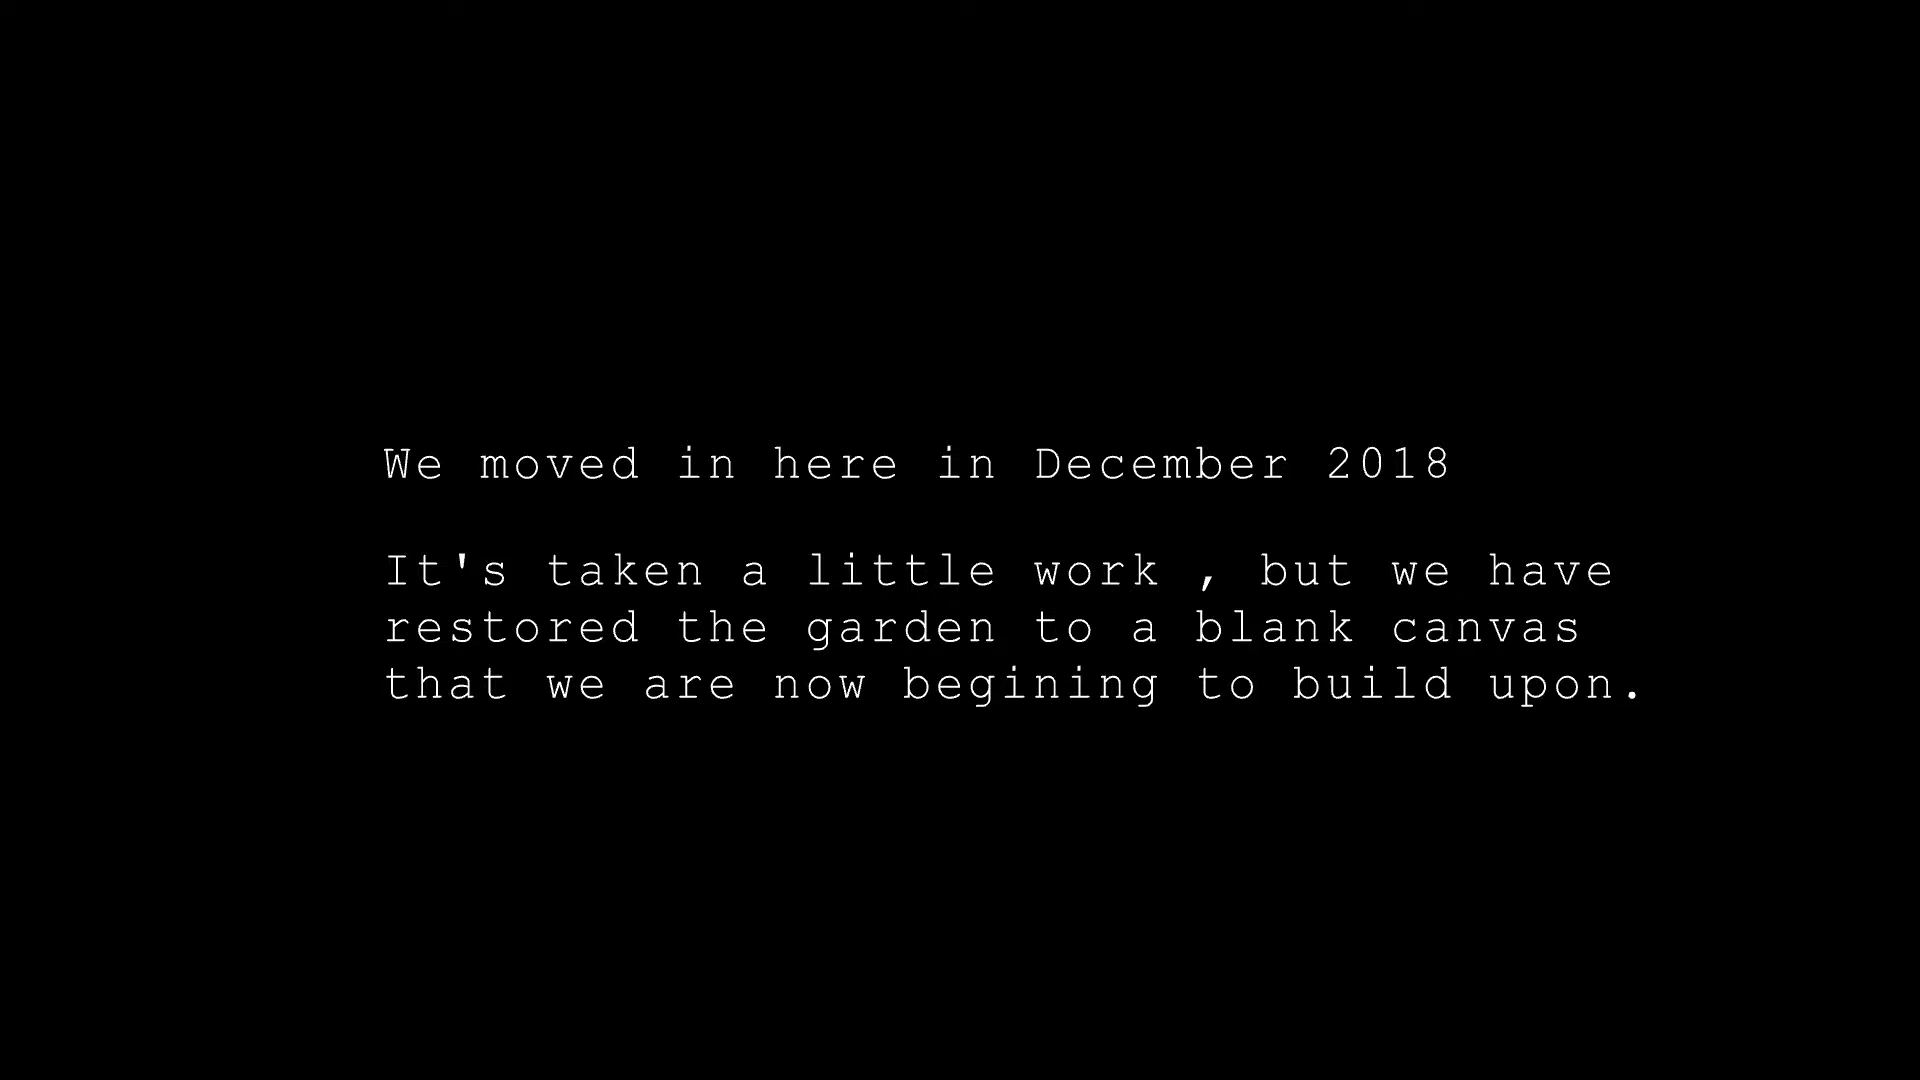 We moved in here in December 2018
It's taken a little work , but we have
restored the garden to a blank canvas
that we are now begining to build upon.